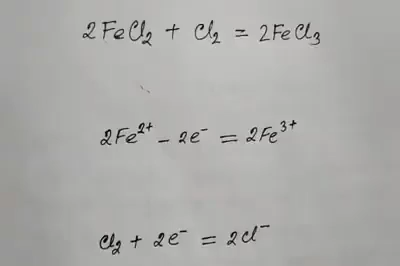 2FeCl₂ + Cl₂ = 2FeCl₃
2Fe²⁺ - 2e⁻ = 2Fe³⁺
Cl₂ + 2e⁻ = 2Cl⁻